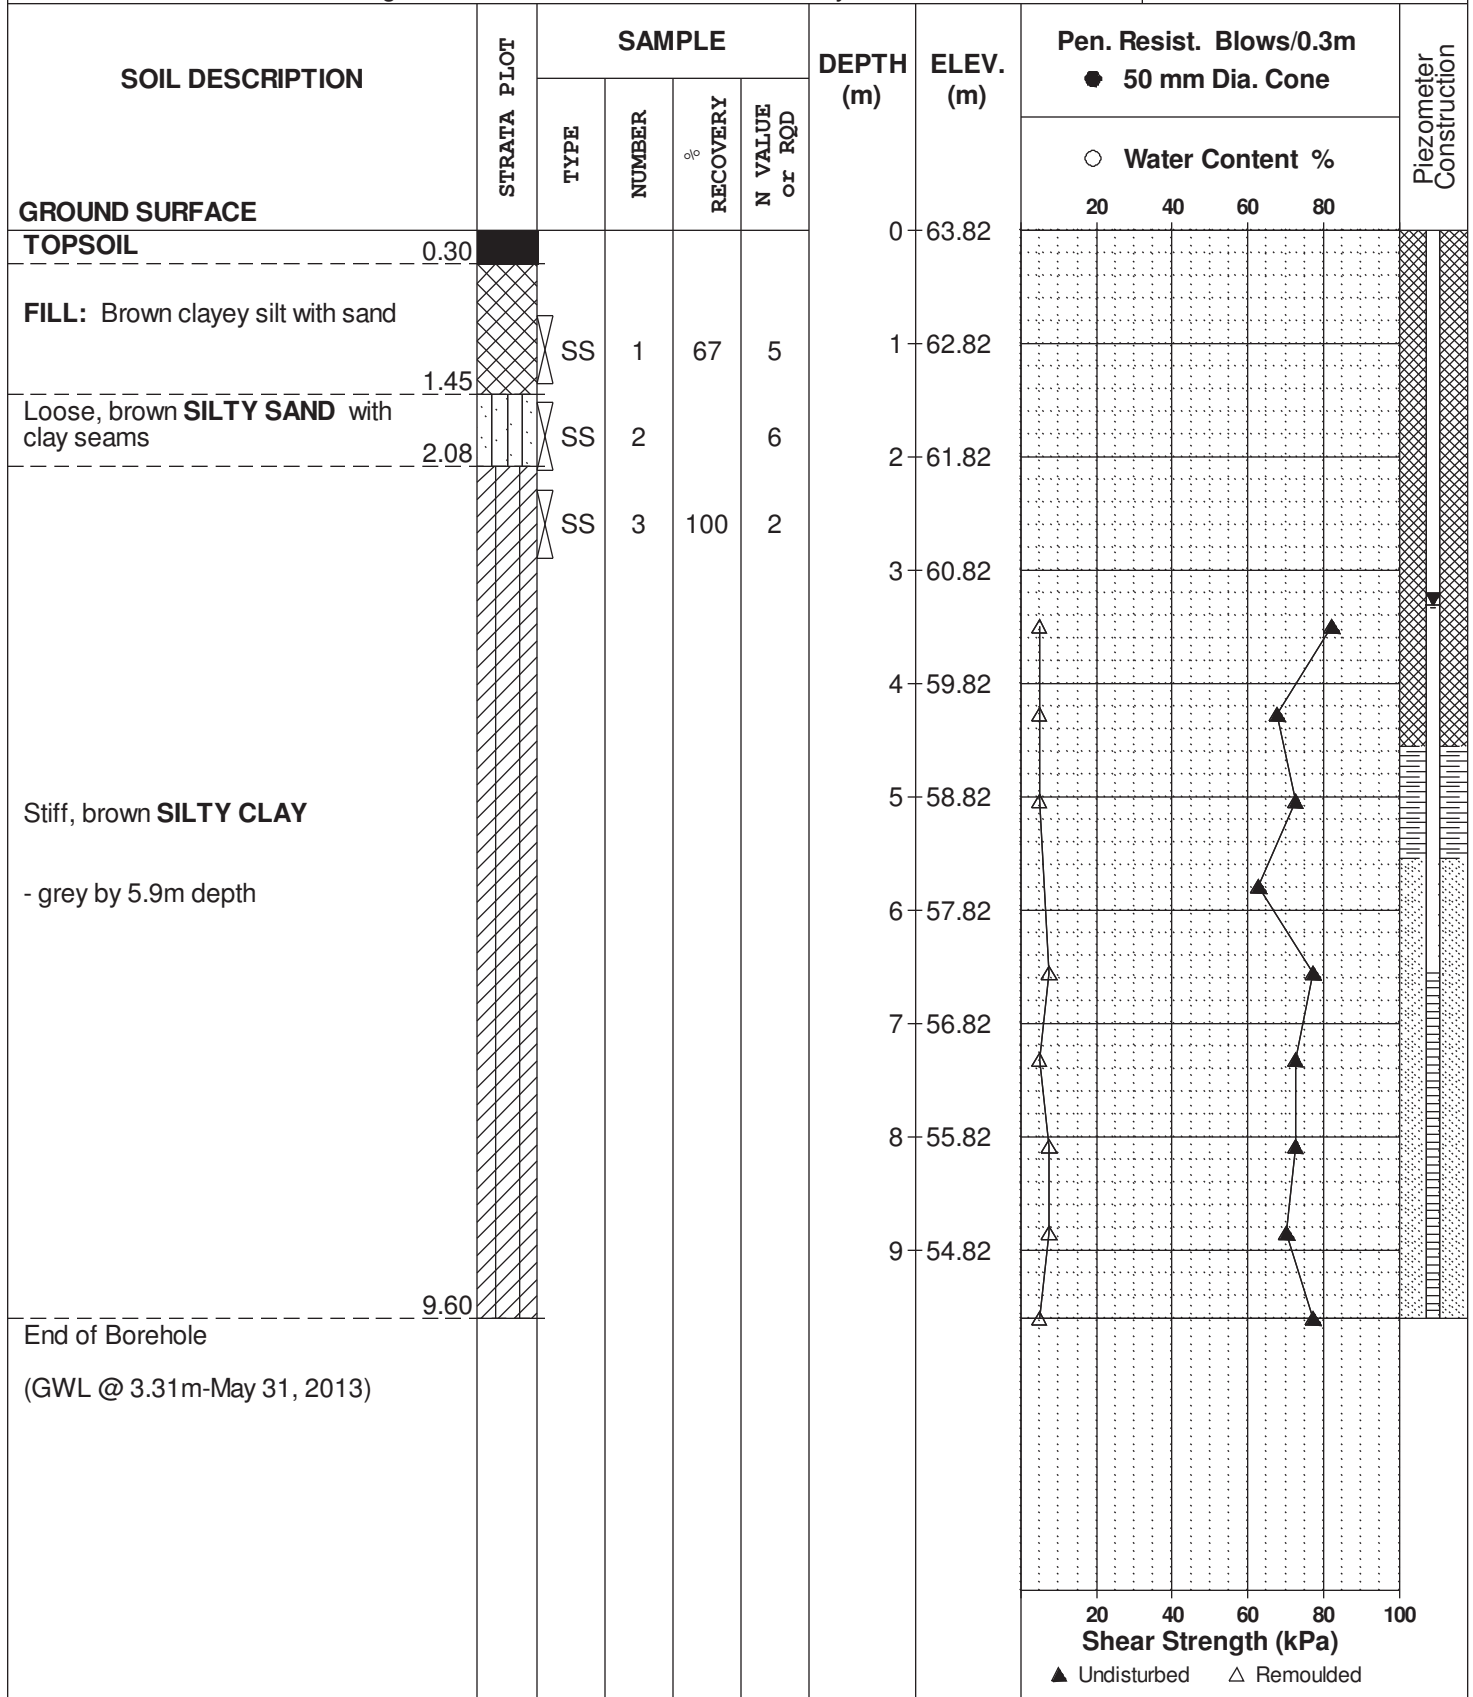 SOIL DESCRIPTION
GROUND SURFACE
STRATA PLOT
SAMPLE
TYPE
NUMBER
%
RECOVERY
N VALUE
or RQD
DEPTH
(m)
ELEV.
(m)
Pen. Resist. Blows/0.3m
● 50 mm Dia. Cone
○ Water Content %
20 40 60 80
Piezometer
Construction
TOPSOIL 0.30
0 63.82
FILL: Brown clayey silt with sand
SS 1 67 5
1 62.82
1.45
Loose, brown SILTY SAND with
clay seams
SS 2 6
2.08
2 61.82
SS 3 100 2
3 60.82
4 59.82
5 58.82
Stiff, brown SILTY CLAY
- grey by 5.9m depth
6 57.82
7 56.82
8 55.82
9 54.82
9.60
End of Borehole
(GWL @ 3.31m-May 31, 2013)
20 40 60 80 100
Shear Strength (kPa)
▲ Undisturbed △ Remoulded